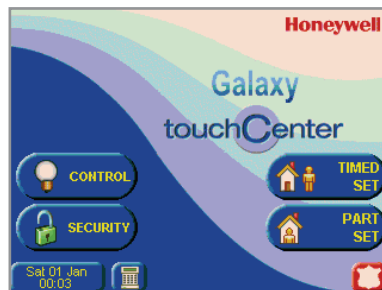 Honeywell
Galaxy
touchCenter
CONTROL
TIMED
SET
SECURITY
PART
SET
Sat 01 Jan
00:03